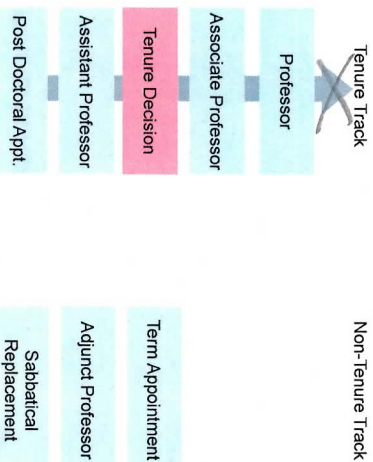 Tenure Track
Professor
Associate Professor
Tenure Decision
Assistant Professor
Post Doctoral Appt.
Non-Tenure Track
Term Appointment
Adjunct Professor
Sabbatical
Replacement